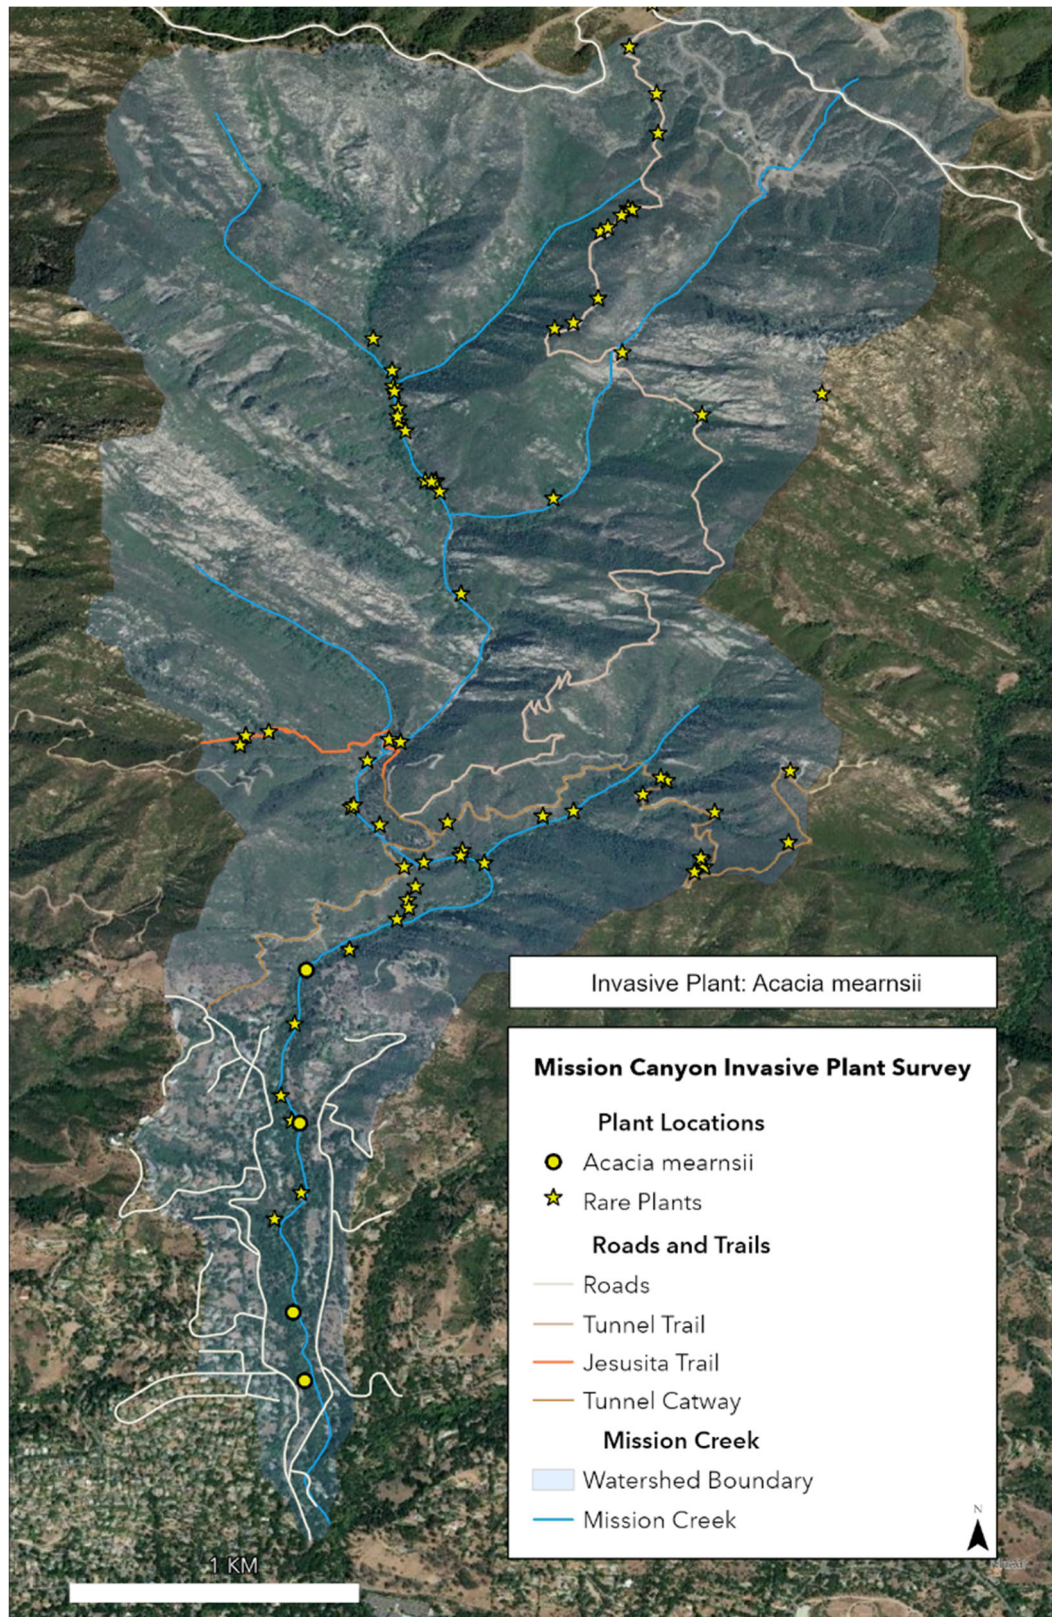 Invasive Plant: Acacia mearnsii
Mission Canyon Invasive Plant Survey
Plant Locations
Acacia mearnsii
Rare Plants
Roads and Trails
Roads
Tunnel Trail
Jesusita Trail
Tunnel Catway
Mission Creek
Watershed Boundary
Mission Creek
N
1 KM